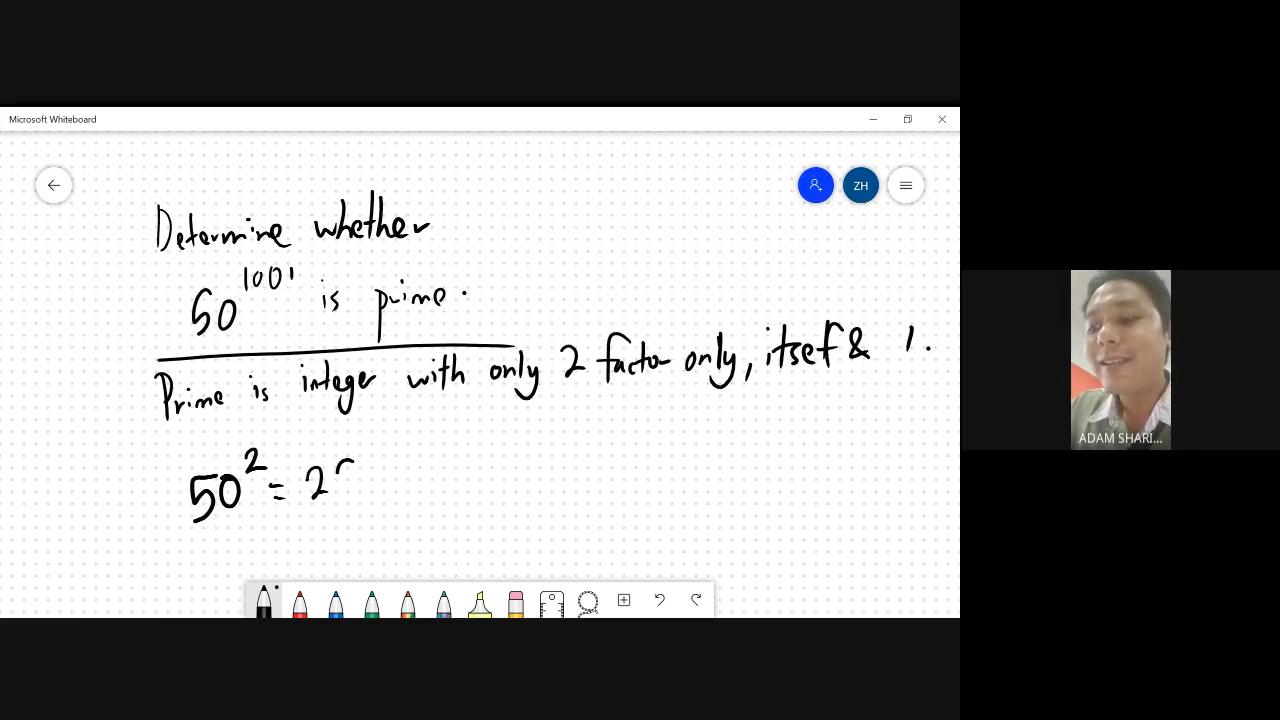 Microsoft Whiteboard
ZH
Determine whether
50^1001 is prime.
Prime is integer with only 2 factor only, itsef & 1.
50^2 = 2
ADAM SHARI...